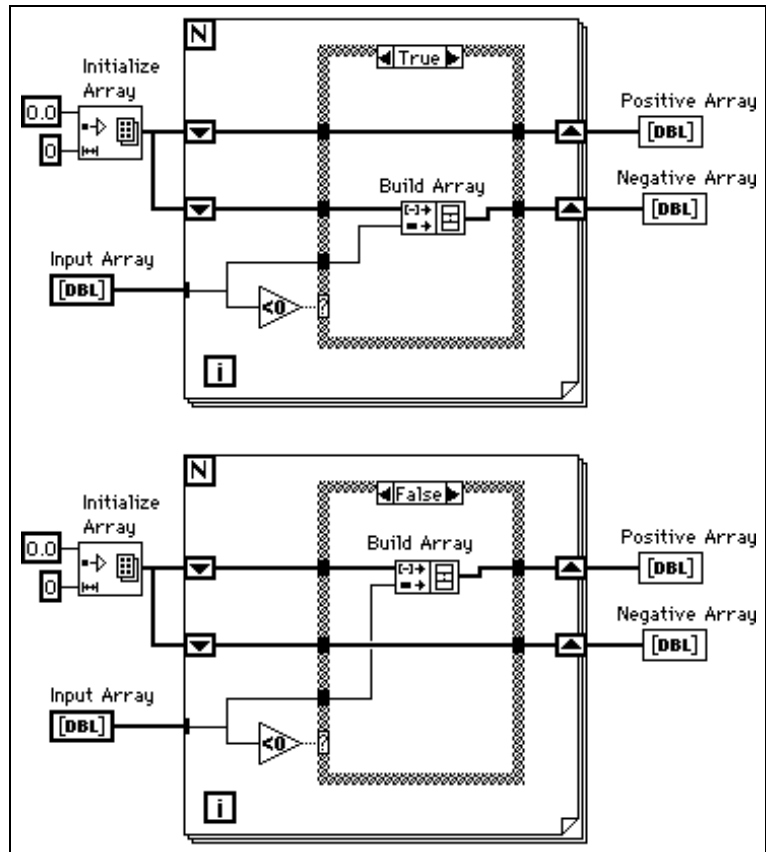 N
True
Initialize
Array
0.0
0
Positive Array
[DBL]
Negative Array
[DBL]
Build Array
Input Array
[DBL]
<0
?
i
N
False
Initialize
Array
0.0
0
Build Array
Positive Array
[DBL]
Negative Array
[DBL]
Input Array
[DBL]
<0
?
i